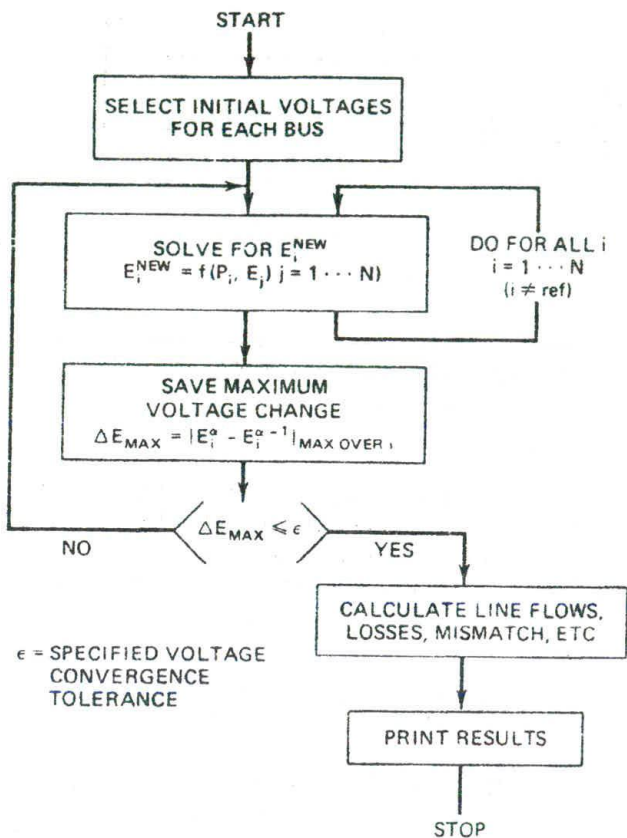 START
SELECT INITIAL VOLTAGES
FOR EACH BUS
SOLVE FOR E_i^NEW
E_i^NEW = f(P_i, E_j) j = 1 ··· N)
DO FOR ALL i
i = 1 ··· N
(i ≠ ref)
SAVE MAXIMUM
VOLTAGE CHANGE
ΔE_MAX = |E_i^α - E_i^α-1|_MAX OVER i
ΔE_MAX ⩽ ϵ
NO
YES
CALCULATE LINE FLOWS,
LOSSES, MISMATCH, ETC
ϵ = SPECIFIED VOLTAGE
CONVERGENCE
TOLERANCE
PRINT RESULTS
STOP